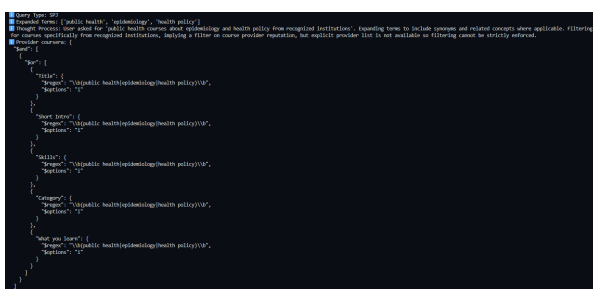 Query Type: SPJ
Expanded Terms: ['public health', 'epidemiology', 'health policy']
Thought Process: User asked for 'public health courses about epidemiology and health policy from recognized institutions'. Expanding terms to include synonyms and related concepts where applicable. Filtering
for courses specifically from recognized institutions, implying a filter on course provider reputation, but explicit provider list is not available so filtering cannot be strictly enforced.
Provider coursera: {
"$and": [
{
"$or": [
{
"Title": {
"$regex": "\\b(public health|epidemiology|health policy)\\b",
"$options": "i"
}
},
{
"Short Intro": {
"$regex": "\\b(public health|epidemiology|health policy)\\b",
"$options": "i"
}
},
{
"Skills": {
"$regex": "\\b(public health|epidemiology|health policy)\\b",
"$options": "i"
}
},
{
"Category": {
"$regex": "\\b(public health|epidemiology|health policy)\\b",
"$options": "i"
}
},
{
"What you learn": {
"$regex": "\\b(public health|epidemiology|health policy)\\b",
"$options": "i"
}
}
]
}
]